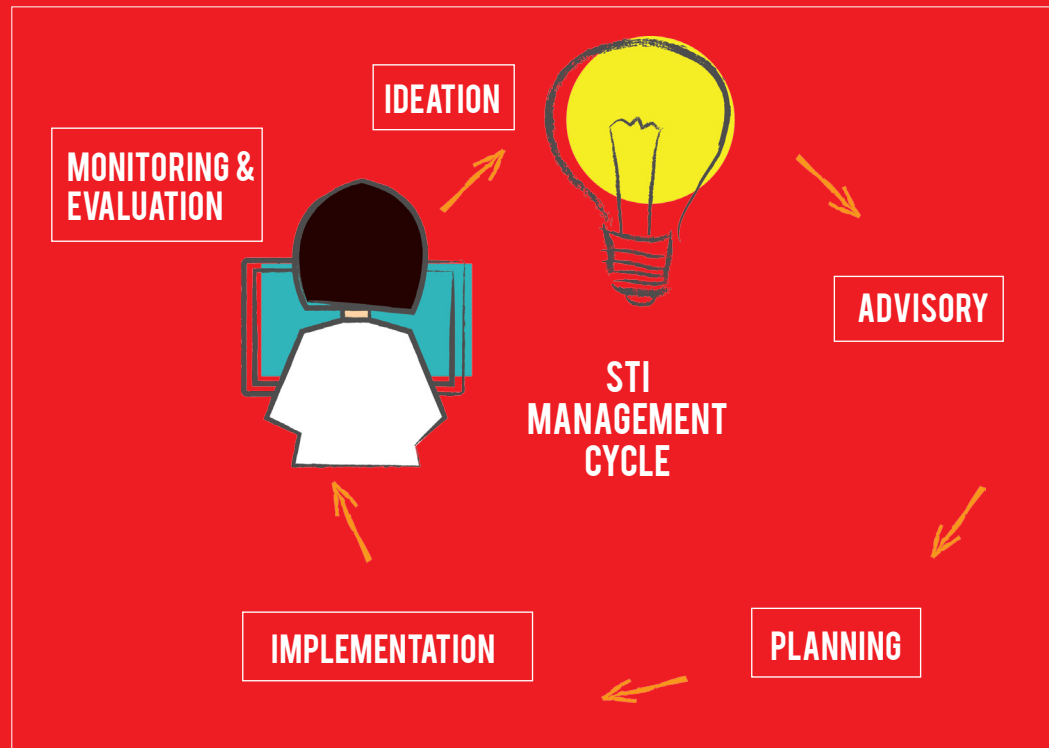 IDEATION
MONITORING &
EVALUATION
ADVISORY
STI
MANAGEMENT
CYCLE
IMPLEMENTATION
PLANNING